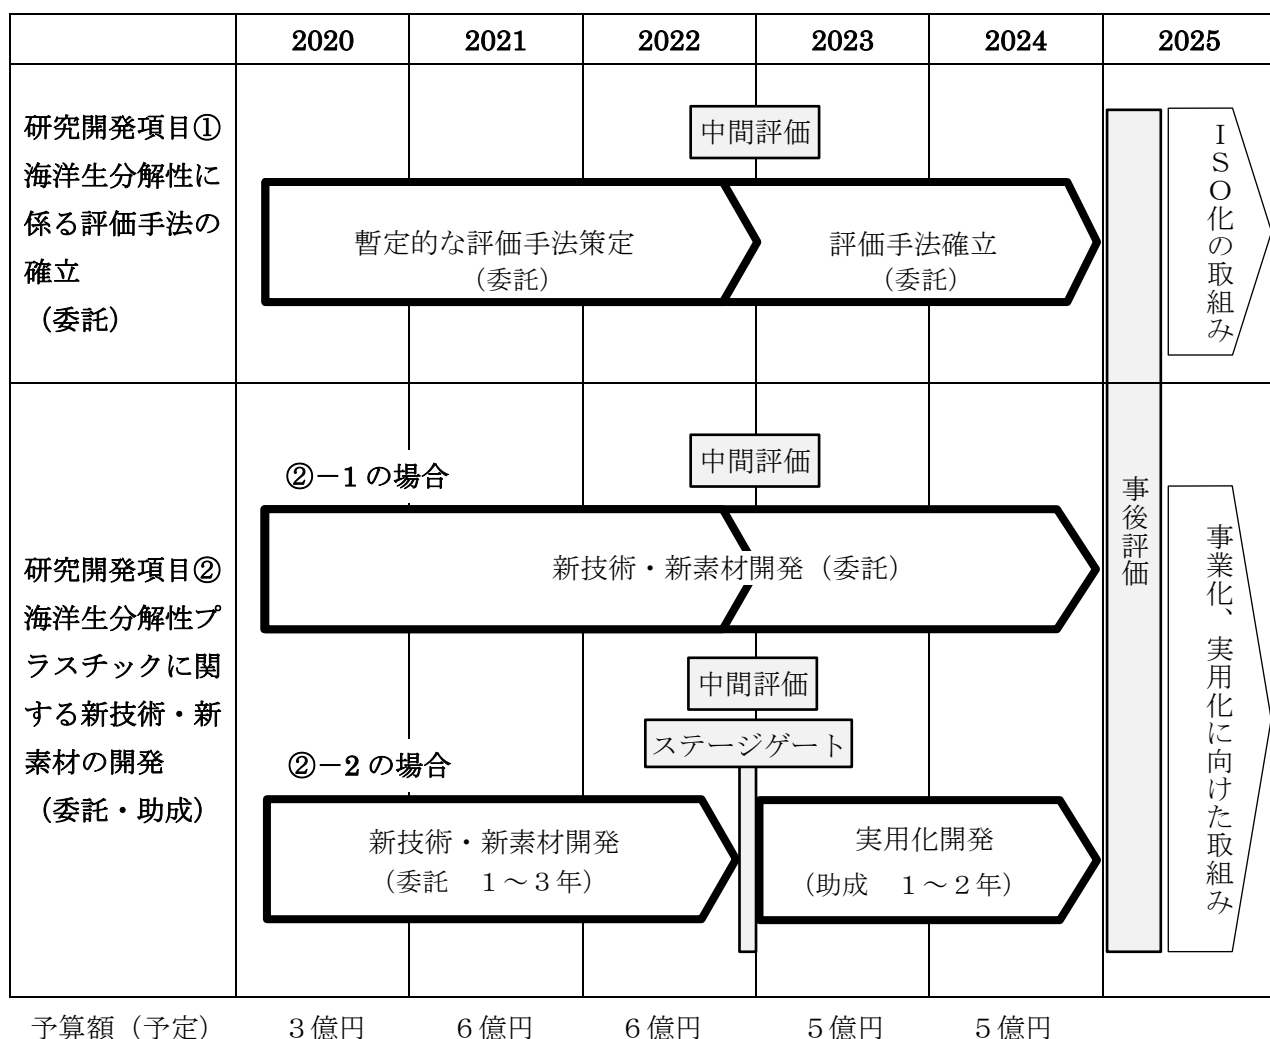 2020 2021 2022 2023 2024 2025
研究開発項目①
海洋生分解性に
係る評価手法の
確立
（委託）
中間評価
暫定的な評価手法策定
（委託）
評価手法確立
（委託）
ＩＳＯ化の取組み
研究開発項目②
海洋生分解性プ
ラスチックに関
する新技術・新
素材の開発
（委託・助成）
②－1 の場合
中間評価
新技術・新素材開発（委託）
中間評価
ステージゲート
②－2 の場合
新技術・新素材開発
（委託　１～３年）
実用化開発
（助成　１～２年）
事後評価
事業化、実用化に向けた取組み
予算額（予定） ３億円 ６億円 ６億円 ５億円 ５億円